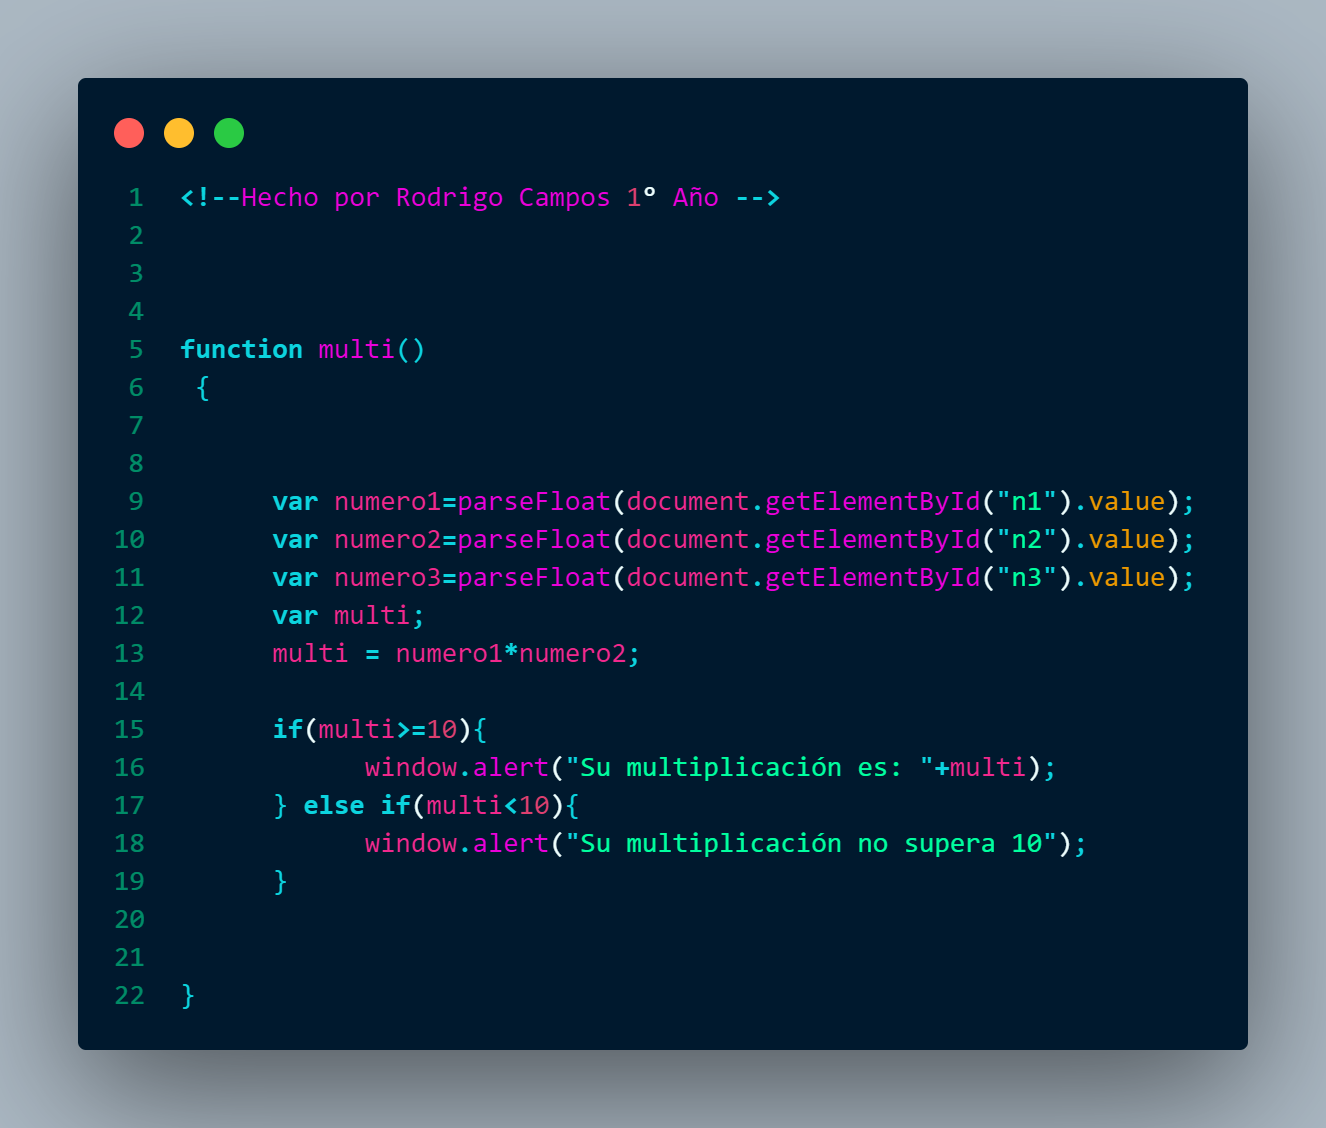 1 <!--Hecho por Rodrigo Campos 1º Año -->
2
3
4
5 function multi()
6 {
7
8
9 var numero1=parseFloat(document.getElementById("n1").value);
10 var numero2=parseFloat(document.getElementById("n2").value);
11 var numero3=parseFloat(document.getElementById("n3").value);
12 var multi;
13 multi = numero1*numero2;
14
15 if(multi>=10){
16 window.alert("Su multiplicación es: "+multi);
17 } else if(multi<10){
18 window.alert("Su multiplicación no supera 10");
19 }
20
21
22 }